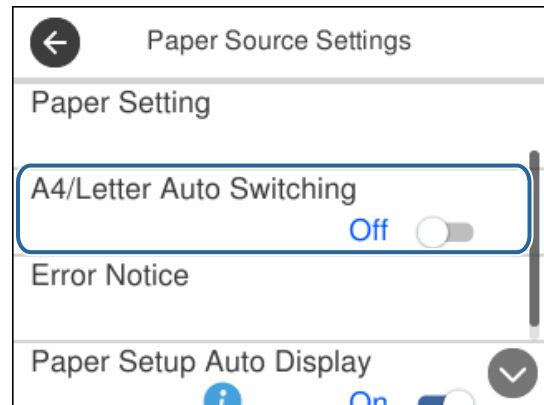 Paper Source Settings
Paper Setting
A4/Letter Auto Switching
Off
Error Notice
Paper Setup Auto Display
i On